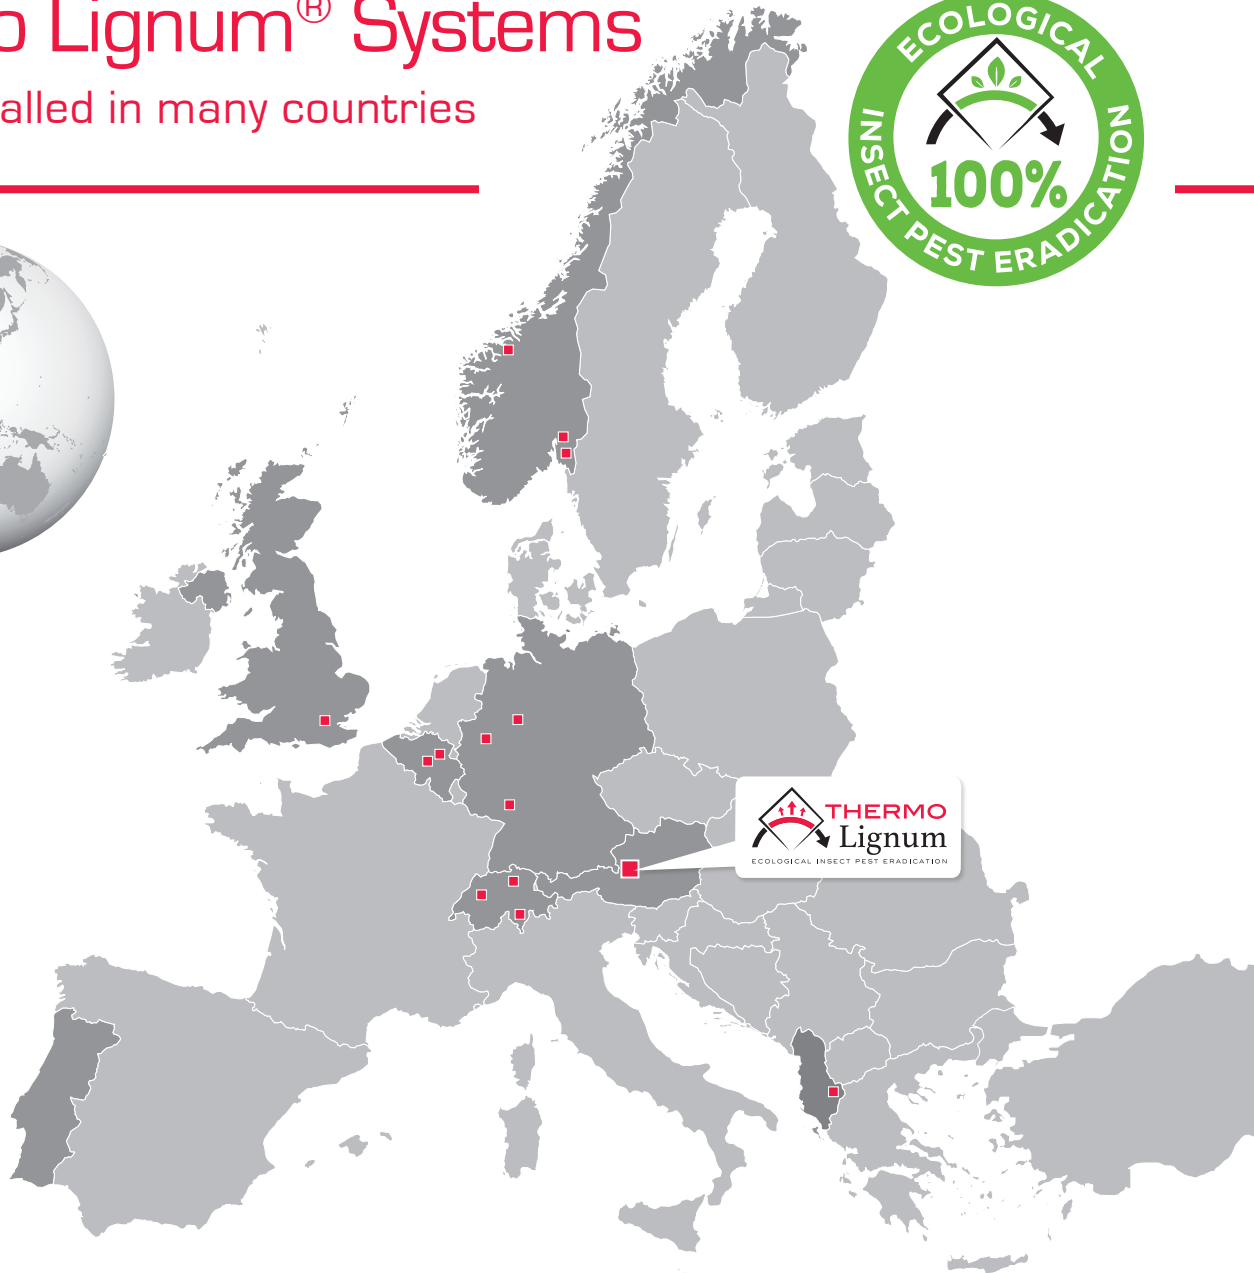 o Lignum® Systems
alled in many countries
ECOLOGICAL
INSECT PEST ERADICATION
100%
THERMO
Lignum
ECOLOGICAL INSECT PEST ERADICATION